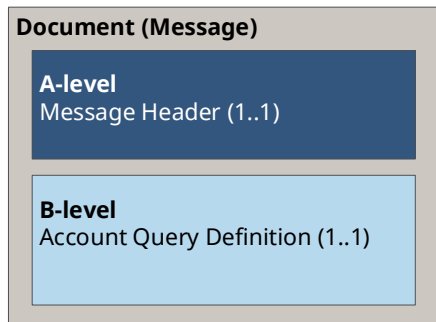 Document (Message)
A-level
Message Header (1..1)
B-level
Account Query Definition (1..1)